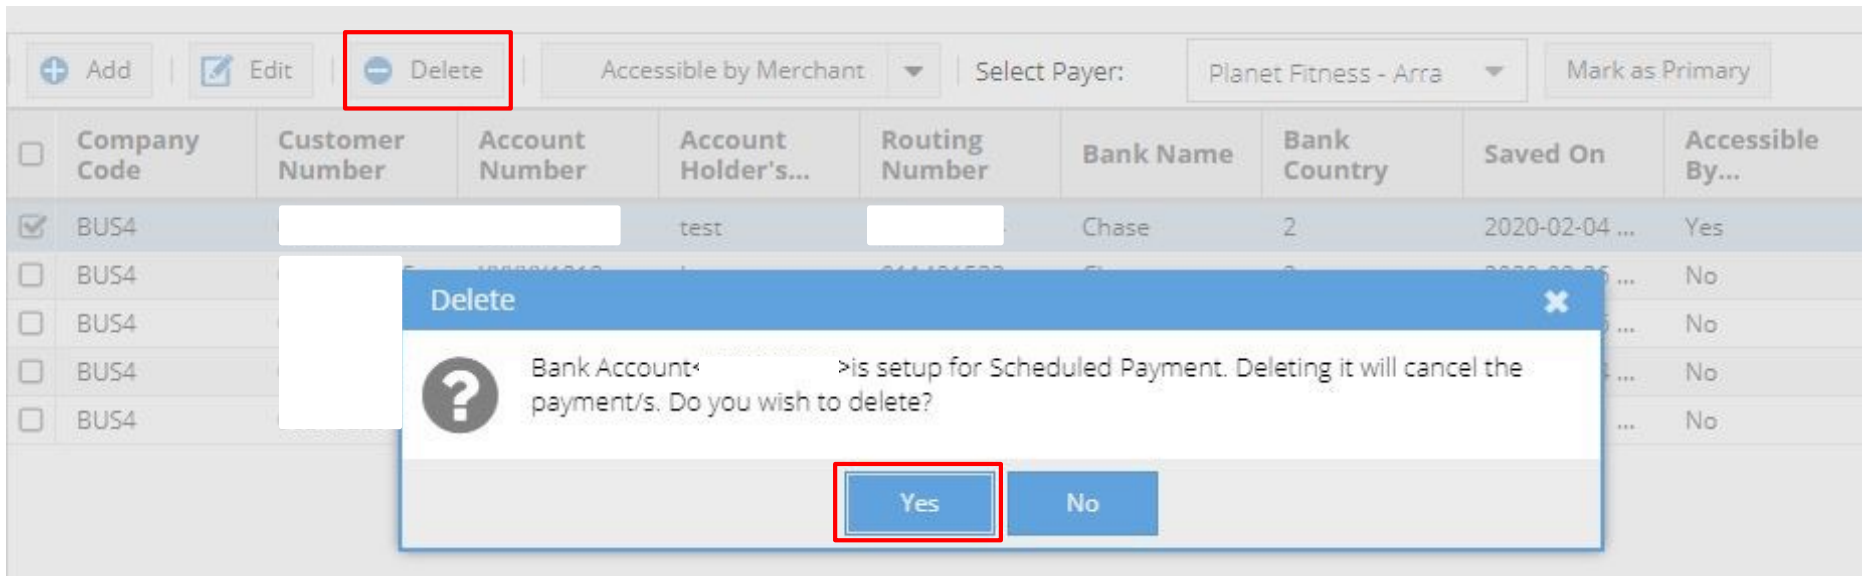 Add Edit Delete Accessible by Merchant Select Payer: Planet Fitness - Arra Mark as Primary
Company Code Customer Number Account Number Account Holder's... Routing Number Bank Name Bank Country Saved On Accessible By...
BUS4 test Chase 2 2020-02-04 ... Yes
BUS4 ... No
BUS4 ... No
BUS4 ... No
BUS4 ... No
Delete
Bank Account< >is setup for Scheduled Payment. Deleting it will cancel the
payment/s. Do you wish to delete?
Yes No